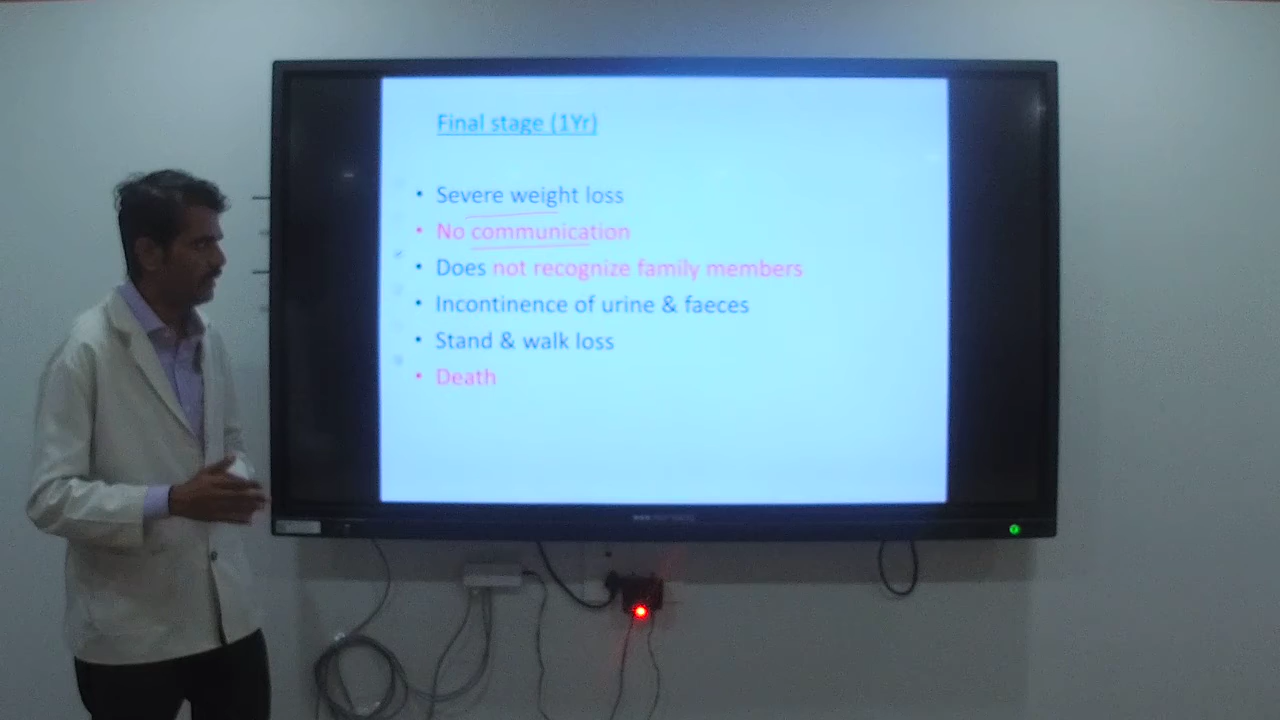 Final stage (1Yr)
• Severe weight loss
• No communication
• Does not recognize family members
• Incontinence of urine & faeces
• Stand & walk loss
• Death